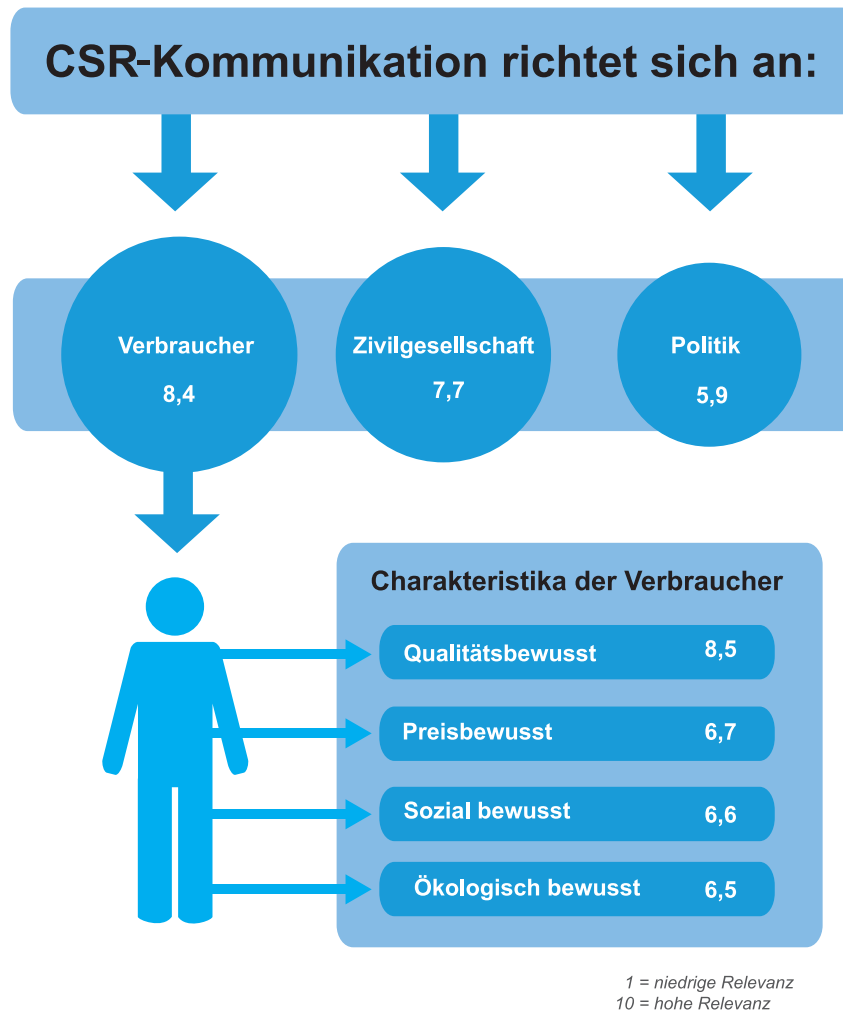 CSR-Kommunikation richtet sich an:
Verbraucher
8,4
Zivilgesellschaft
7,7
Politik
5,9
Charakteristika der Verbraucher
Qualitätsbewusst 8,5
Preisbewusst 6,7
Sozial bewusst 6,6
Ökologisch bewusst 6,5
1 = niedrige Relevanz
10 = hohe Relevanz